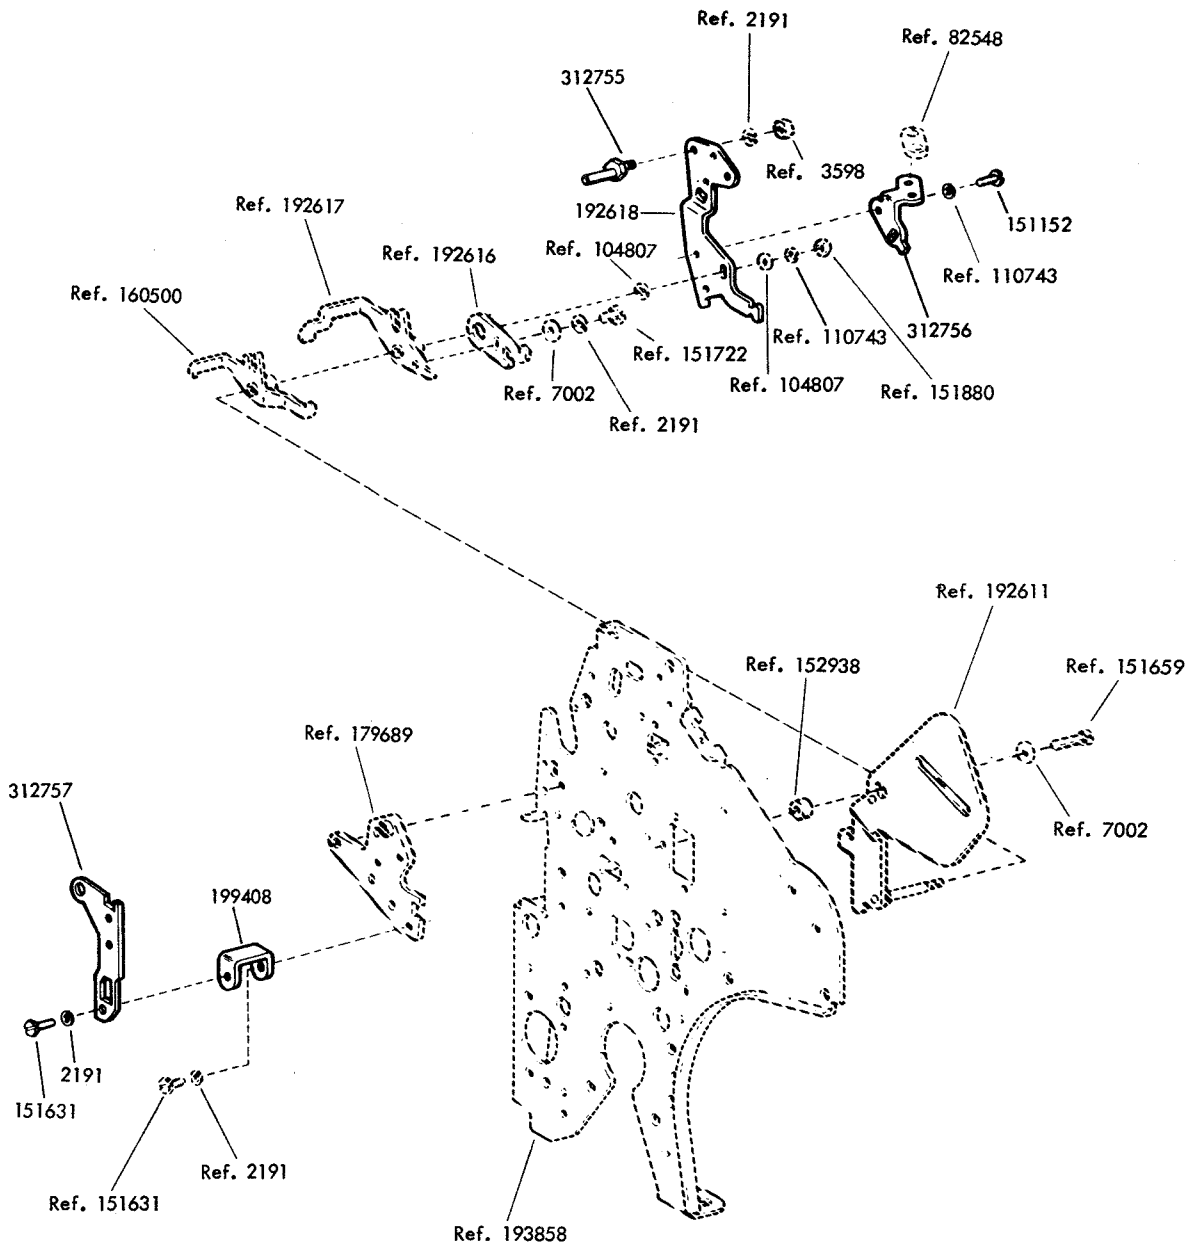 Ref. 2191
Ref. 82548
312755
Ref. 3598
Ref. 192617
192618
151152
Ref. 192616
Ref. 104807
Ref. 110743
Ref. 160500
312756
Ref. 110743
Ref. 151722
Ref. 104807
Ref. 7002
Ref. 151880
Ref. 2191
Ref. 192611
Ref. 152938
Ref. 151659
Ref. 179689
312757
Ref. 7002
199408
2191
151631
Ref. 2191
Ref. 151631
Ref. 193858